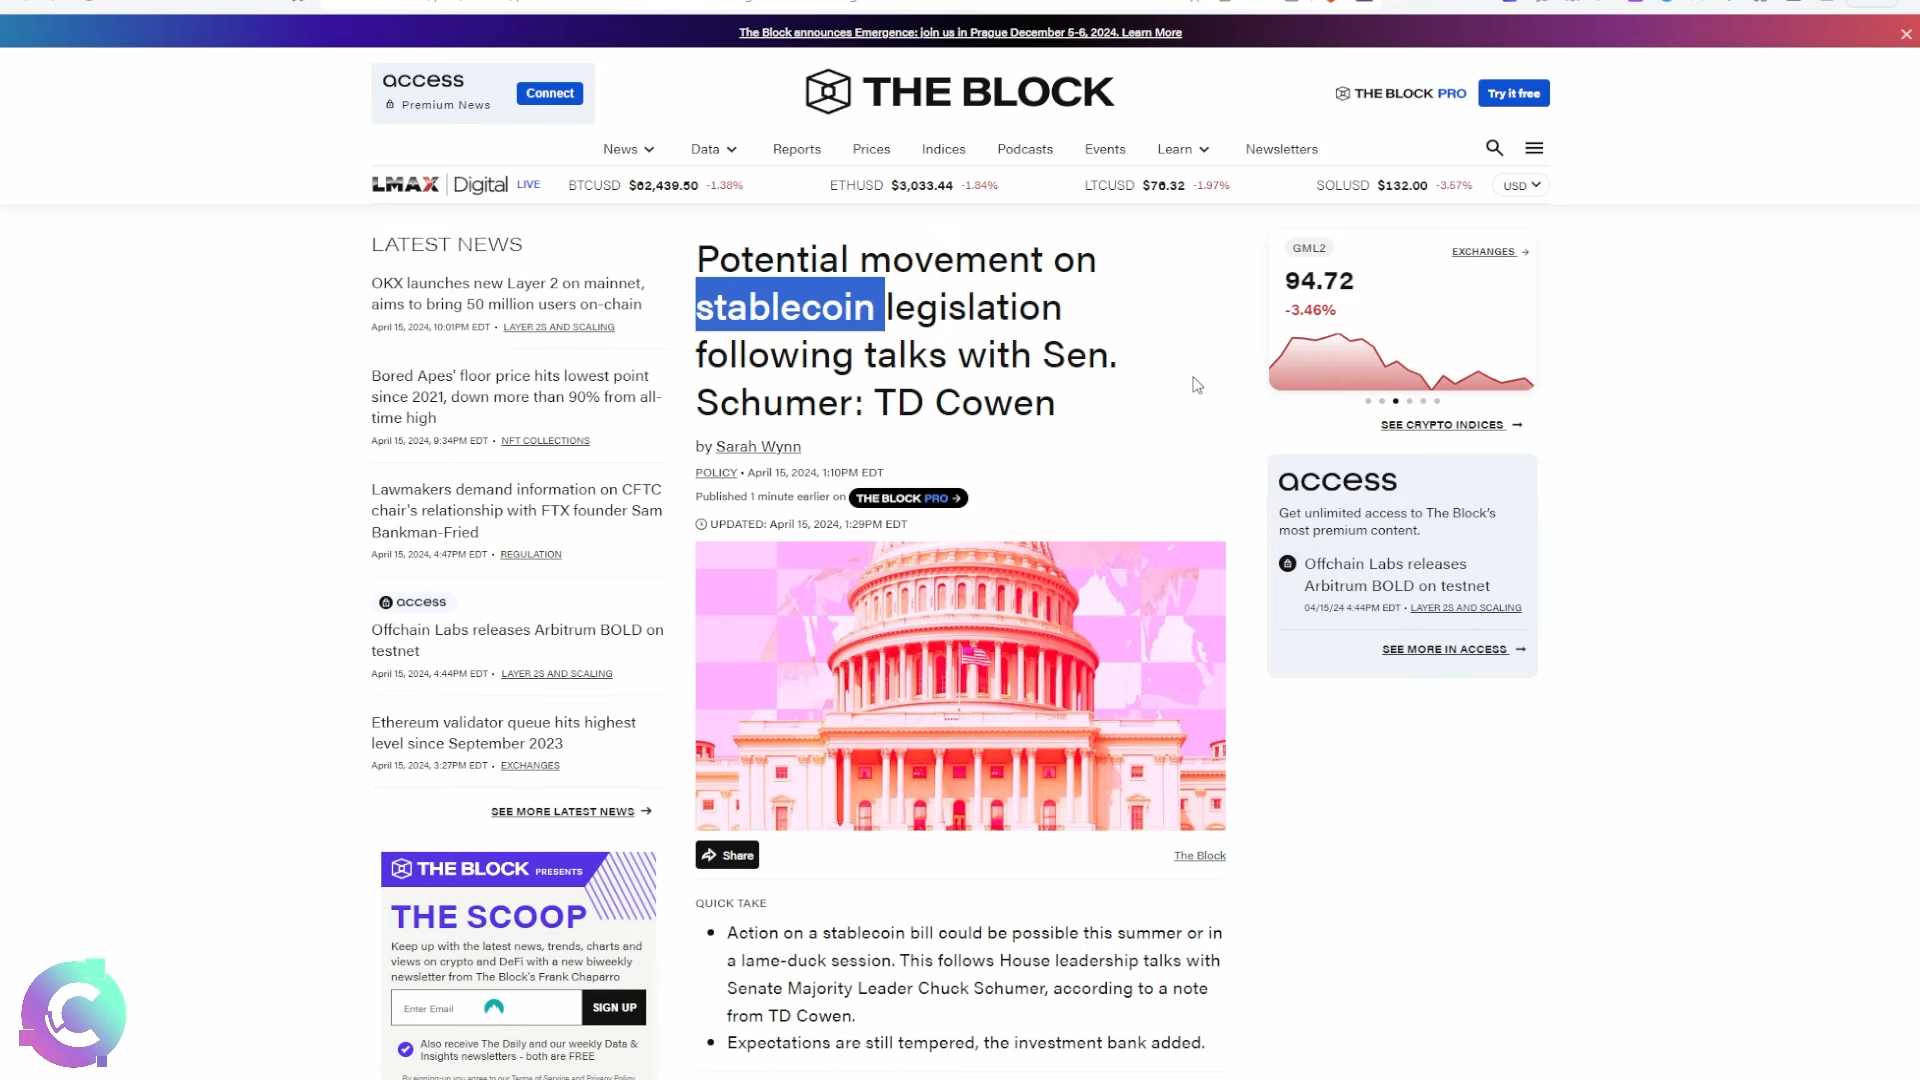 The Block announces Emergence: join us in Prague December 5-6, 2024. Learn More
access
Premium News
Connect
THE BLOCK
THE BLOCK PRO
Try it free
News
Data
Reports
Prices
Indices
Podcasts
Events
Learn
Newsletters
LMAX Digital LIVE
BTCUSD $62,439.50 -1.38%
ETHUSD $3,033.44 -1.84%
LTCUSD $76.32 -1.97%
SOLUSD $132.00 -3.57%
USD
LATEST NEWS
OKX launches new Layer 2 on mainnet,
aims to bring 50 million users on-chain
April 15, 2024, 10:01PM EDT • LAYER 2S AND SCALING
Bored Apes' floor price hits lowest point
since 2021, down more than 90% from all-
time high
April 15, 2024, 9:34PM EDT • NFT COLLECTIONS
Lawmakers demand information on CFTC
chair's relationship with FTX founder Sam
Bankman-Fried
April 15, 2024, 4:47PM EDT • REGULATION
access
Offchain Labs releases Arbitrum BOLD on
testnet
April 15, 2024, 4:44PM EDT • LAYER 2S AND SCALING
Ethereum validator queue hits highest
level since September 2023
April 15, 2024, 3:27PM EDT • EXCHANGES
SEE MORE LATEST NEWS
THE BLOCK PRESENTS
THE SCOOP
Keep up with the latest news, trends, charts and
views on crypto and DeFi with a new biweekly
newsletter from The Block's Frank Chaparro
Enter Email
SIGN UP
Also receive The Daily and our weekly Data &
Insights newsletters - both are FREE
By signing-up you agree to our Terms of Service and Privacy Policy
Potential movement on
stablecoin legislation
following talks with Sen.
Schumer: TD Cowen
by Sarah Wynn
POLICY • April 15, 2024, 1:10PM EDT
Published 1 minute earlier on THE BLOCK PRO
UPDATED: April 15, 2024, 1:29PM EDT
Share
The Block
QUICK TAKE
• Action on a stablecoin bill could be possible this summer or in
a lame-duck session. This follows House leadership talks with
Senate Majority Leader Chuck Schumer, according to a note
from TD Cowen.
• Expectations are still tempered, the investment bank added.
GML2
EXCHANGES
94.72
-3.46%
SEE CRYPTO INDICES
access
Get unlimited access to The Block's
most premium content.
Offchain Labs releases
Arbitrum BOLD on testnet
04/15/24 4:44PM EDT • LAYER 2S AND SCALING
SEE MORE IN ACCESS